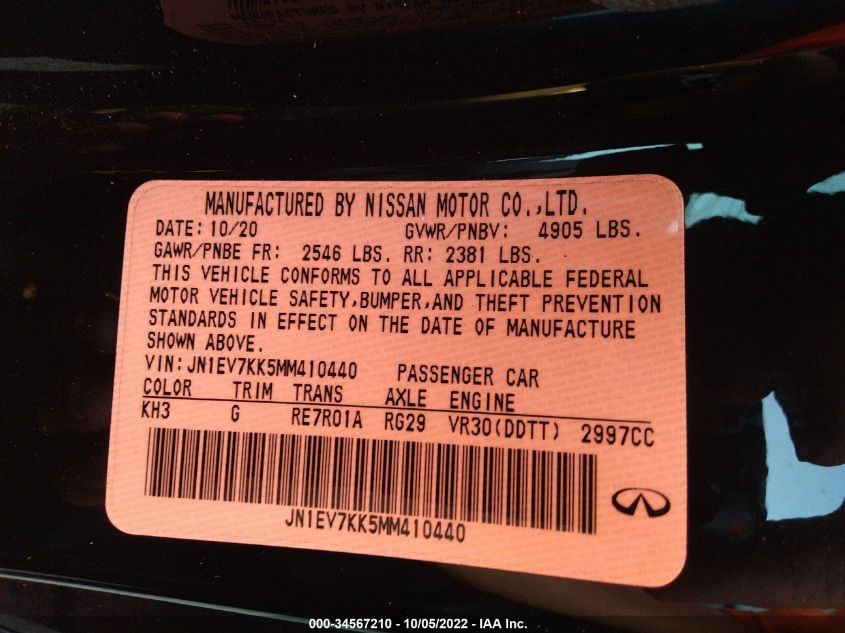 MANUFACTURED BY NISSAN MOTOR CO.,LTD.
DATE: 10/20 GVWR/PNBV: 4905 LBS.
GAWR/PNBE FR: 2546 LBS. RR: 2381 LBS.
THIS VEHICLE CONFORMS TO ALL APPLICABLE FEDERAL
MOTOR VEHICLE SAFETY,BUMPER,AND THEFT PREVENTION
STANDARDS IN EFFECT ON THE DATE OF MANUFACTURE
SHOWN ABOVE.
VIN: JN1EV7KK5MM410440 PASSENGER CAR
COLOR TRIM TRANS AXLE ENGINE
KH3 G RE7R01A RG29 VR30(DDTT) 2997CC
JN1EV7KK5MM410440
000-34567210 - 10/05/2022 - IAA Inc.